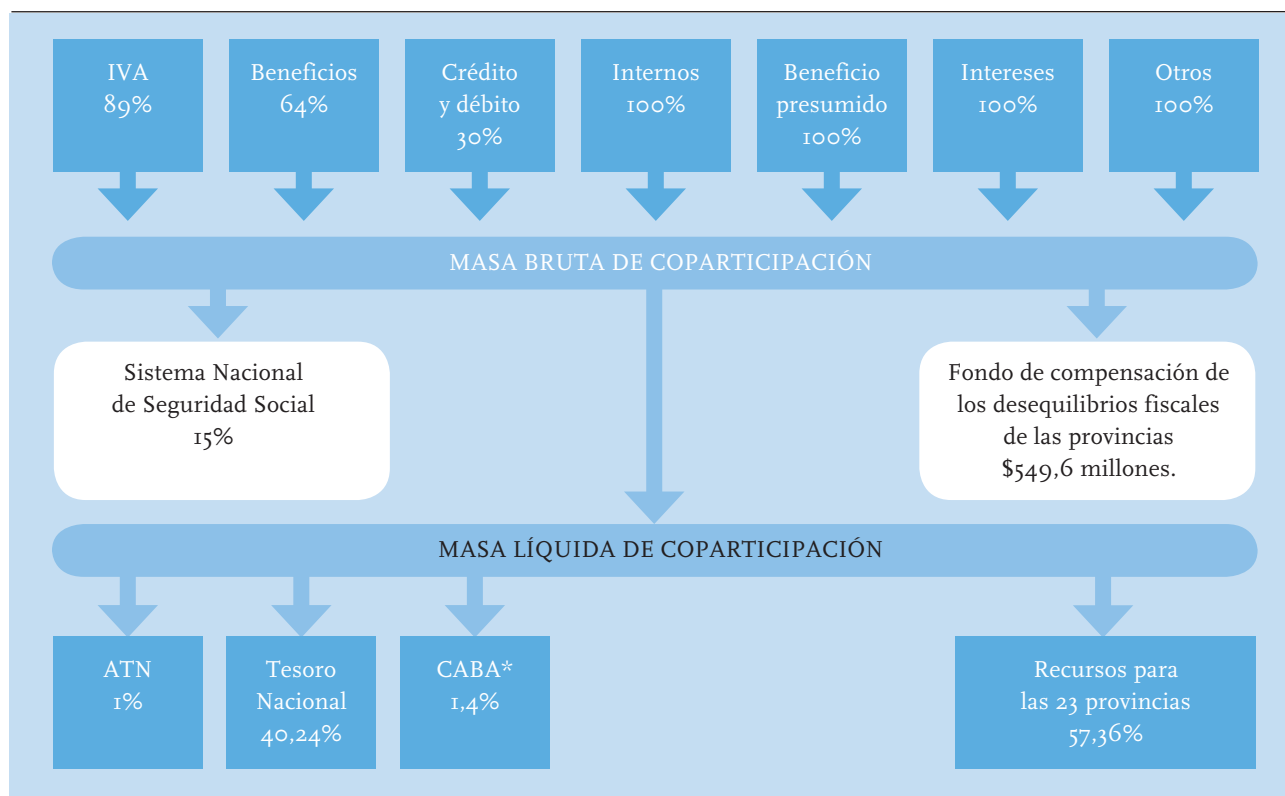 IVA
89%
Beneficios
64%
Crédito
y débito
30%
Internos
100%
Beneficio
presumido
100%
Intereses
100%
Otros
100%
MASA BRUTA DE COPARTICIPACIÓN
Sistema Nacional
de Seguridad Social
15%
Fondo de compensación de
los desequilibrios fiscales
de las provincias
$549,6 millones.
MASA LÍQUIDA DE COPARTICIPACIÓN
ATN
1%
Tesoro
Nacional
40,24%
CABA*
1,4%
Recursos para
las 23 provincias
57,36%